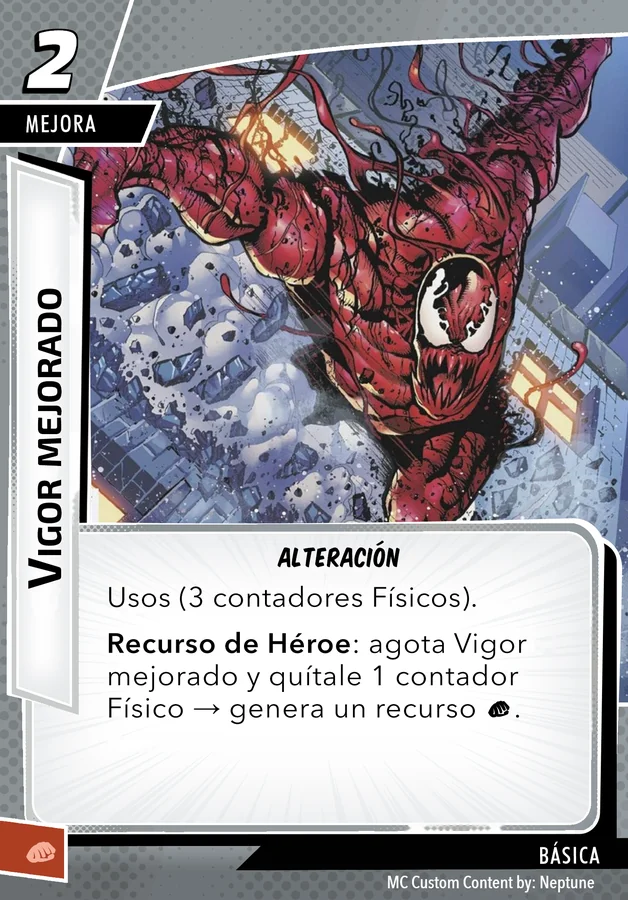 2
MEJORA
VIGOR MEJORADO
ALTERACIÓN
Usos (3 contadores Físicos).
Recurso de Héroe: agota Vigor
mejorado y quítale 1 contador
Físico → genera un recurso .
BÁSICA
MC Custom Content by: Neptune